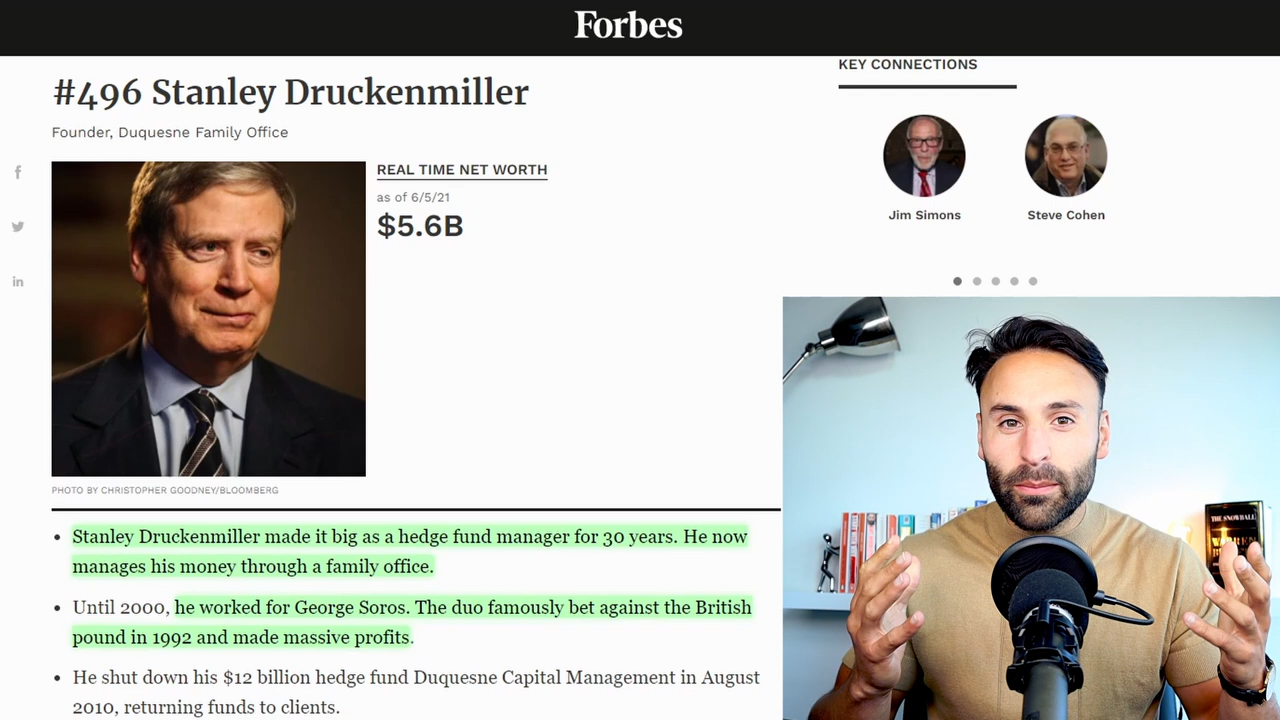 Forbes
#496 Stanley Druckenmiller
Founder, Duquesne Family Office
REAL TIME NET WORTH
as of 6/5/21
$5.6B
PHOTO BY CHRISTOPHER GOODNEY/BLOOMBERG
• Stanley Druckenmiller made it big as a hedge fund manager for 30 years. He now
manages his money through a family office.
• Until 2000, he worked for George Soros. The duo famously bet against the British
pound in 1992 and made massive profits.
• He shut down his $12 billion hedge fund Duquesne Capital Management in August
2010, returning funds to clients.
KEY CONNECTIONS
Jim Simons
Steve Cohen
THE SNOWBALL